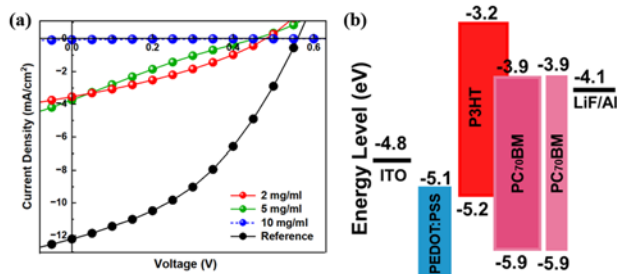 (a)
0
−2
−4
−6
−8
−10
−12
0.0
0.2
0.4
0.6
Current Density (mA/cm²)
Voltage (V)
2 mg/ml
5 mg/ml
10 mg/ml
Reference
(b)
Energy Level (eV)
-4.8
ITO
-5.1
PEDOT:PSS
-3.2
P3HT
-5.2
-3.9
PC70BM
-5.9
-3.9
PC70BM
-5.9
-4.1
LiF/Al